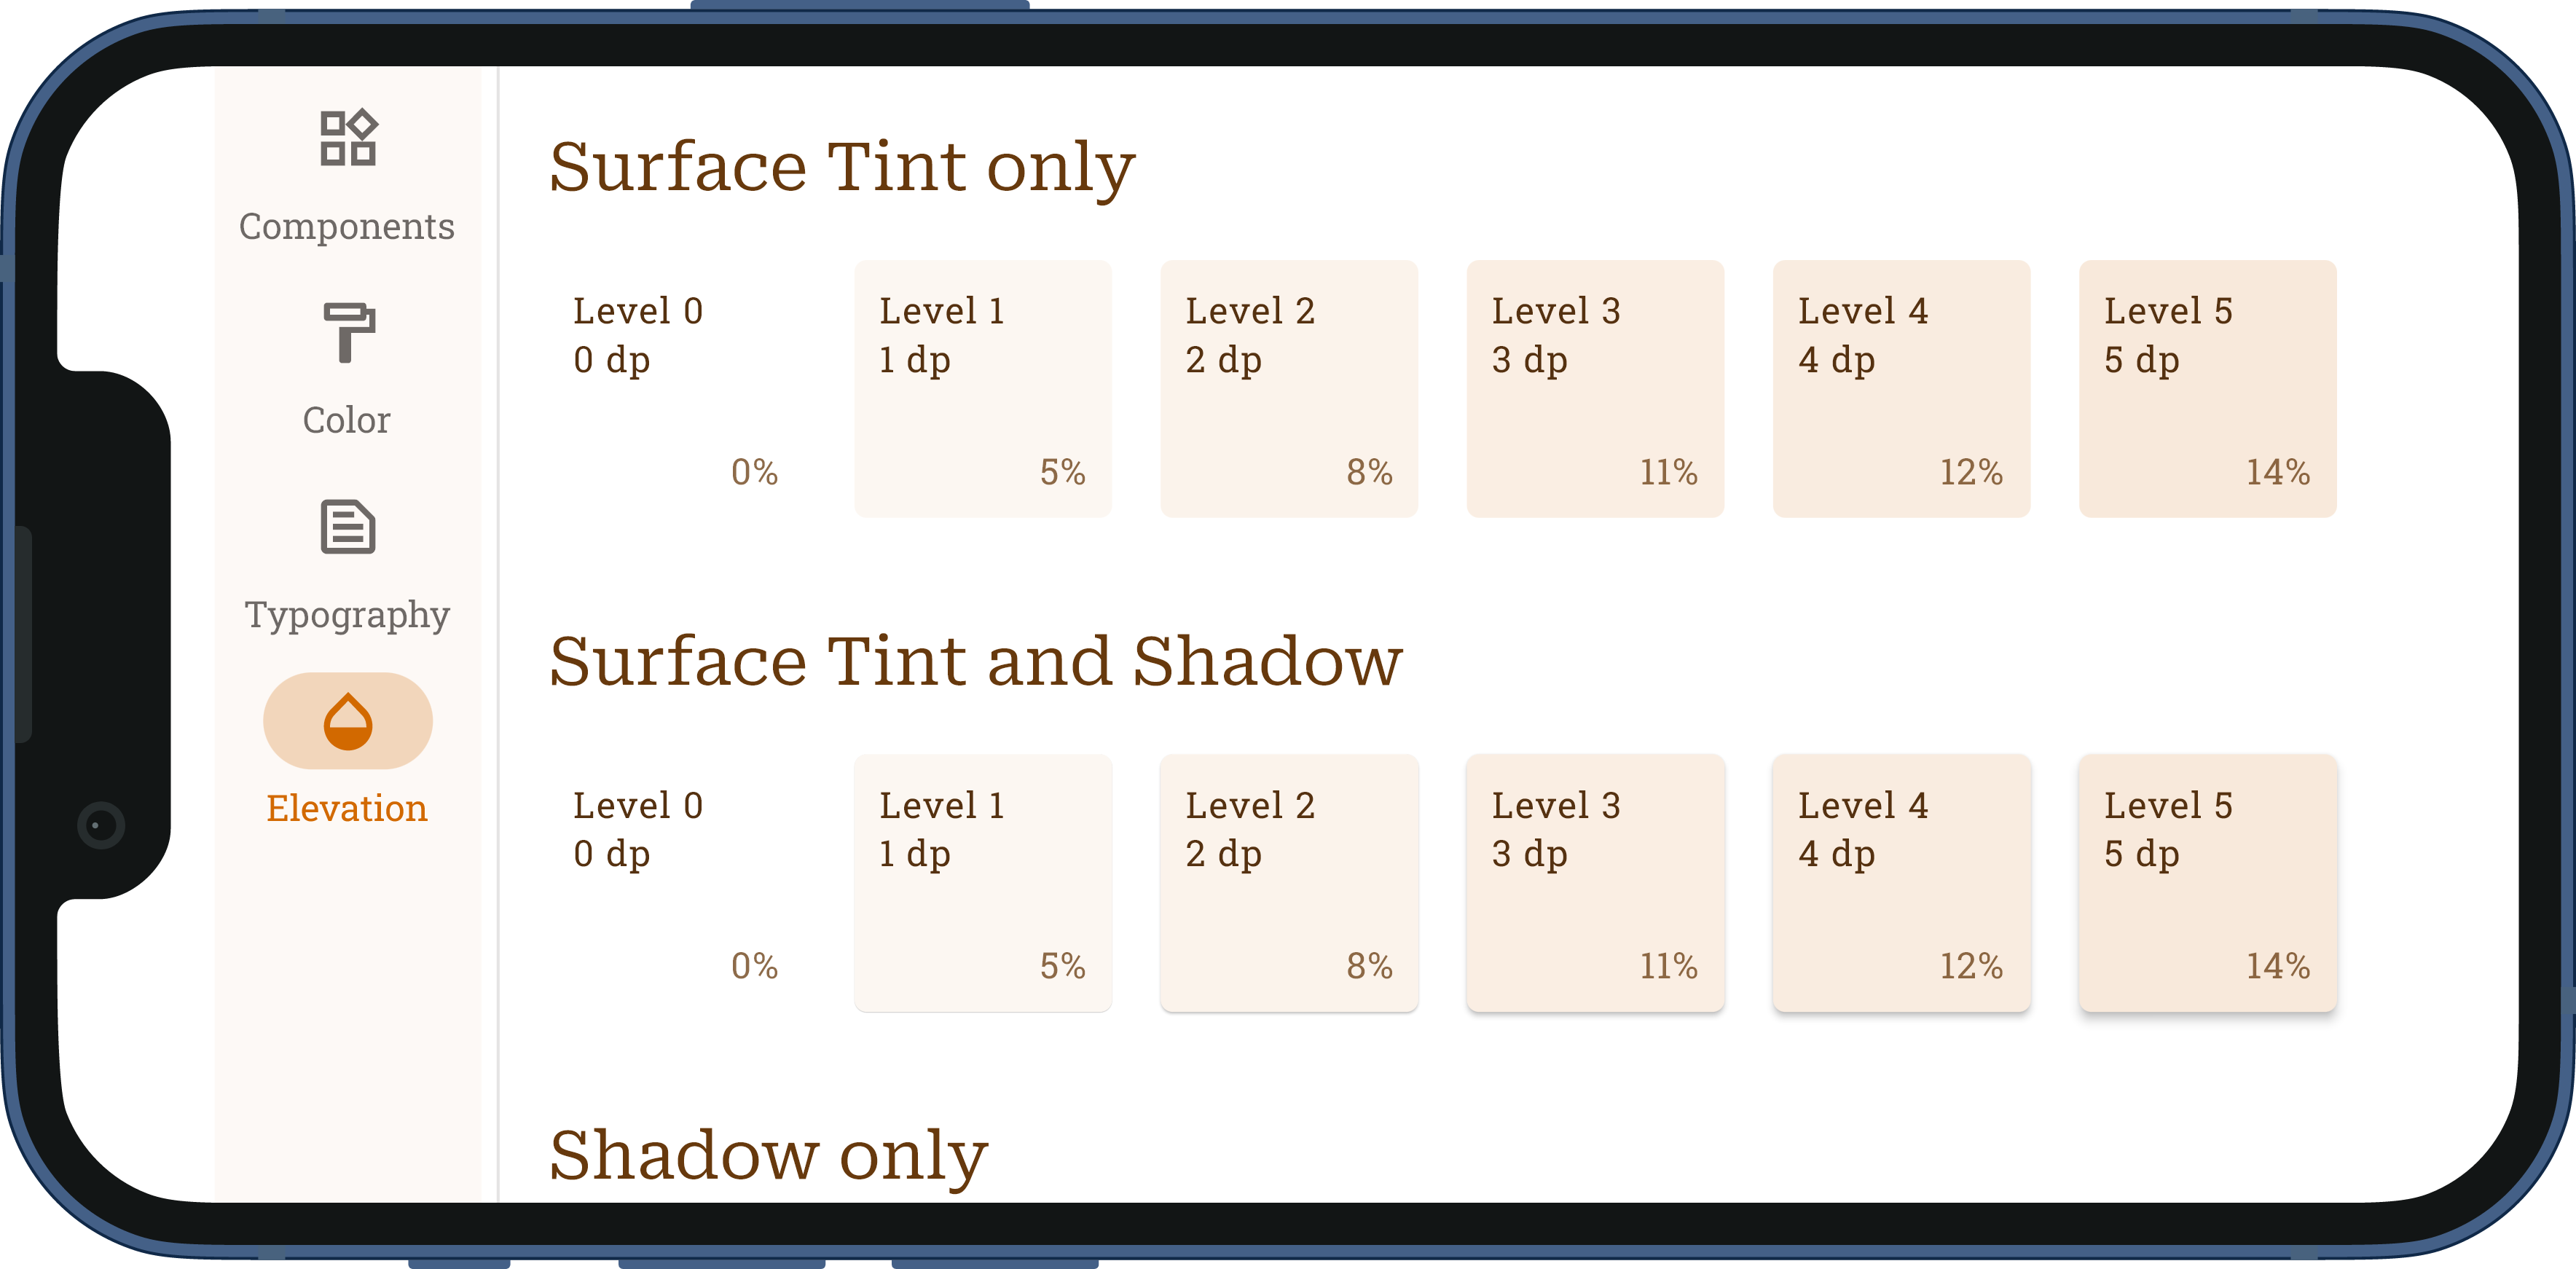 Components
Color
Typography
Elevation
Surface Tint only
Level 0
0 dp
0%
Level 1
1 dp
5%
Level 2
2 dp
8%
Level 3
3 dp
11%
Level 4
4 dp
12%
Level 5
5 dp
14%
Surface Tint and Shadow
Level 0
0 dp
0%
Level 1
1 dp
5%
Level 2
2 dp
8%
Level 3
3 dp
11%
Level 4
4 dp
12%
Level 5
5 dp
14%
Shadow only